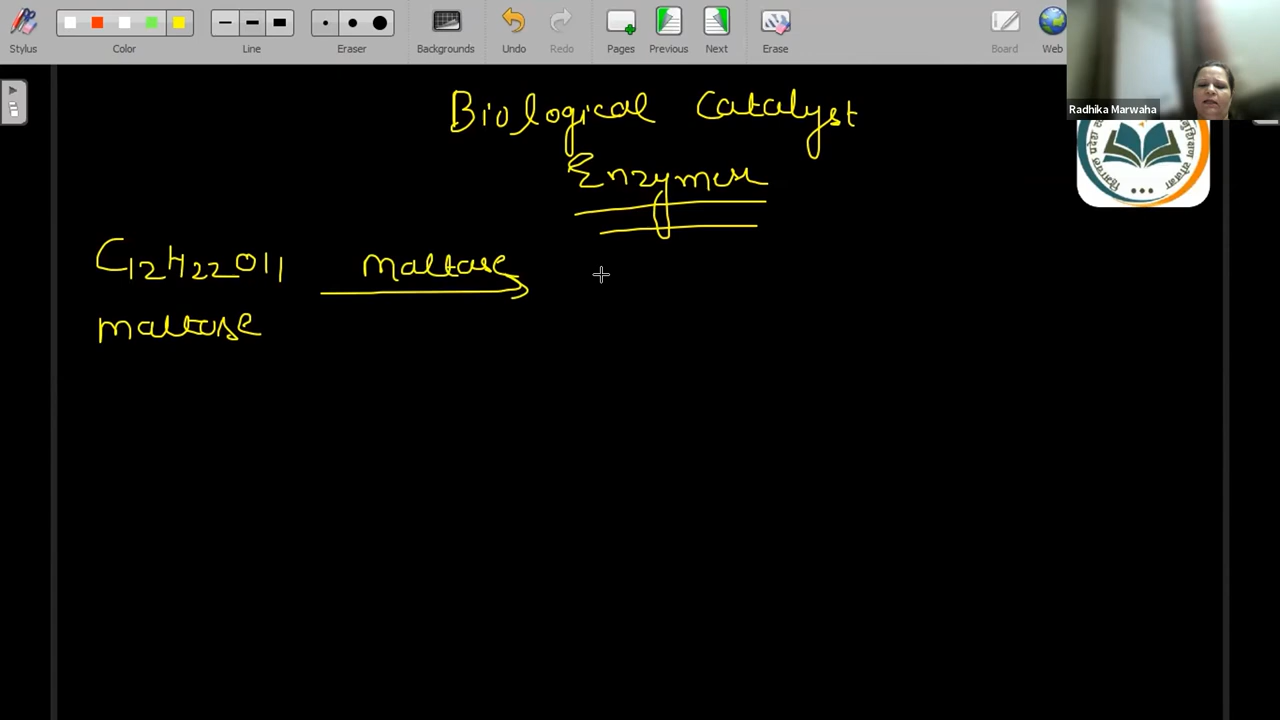 Stylus
Color
Line
Eraser
Backgrounds
Undo
Redo
Pages
Previous
Next
Erase
Board
Web
Radhika Marwaha
Biological Catalyst
Enzymes
C12H22O11 maltase
maltose